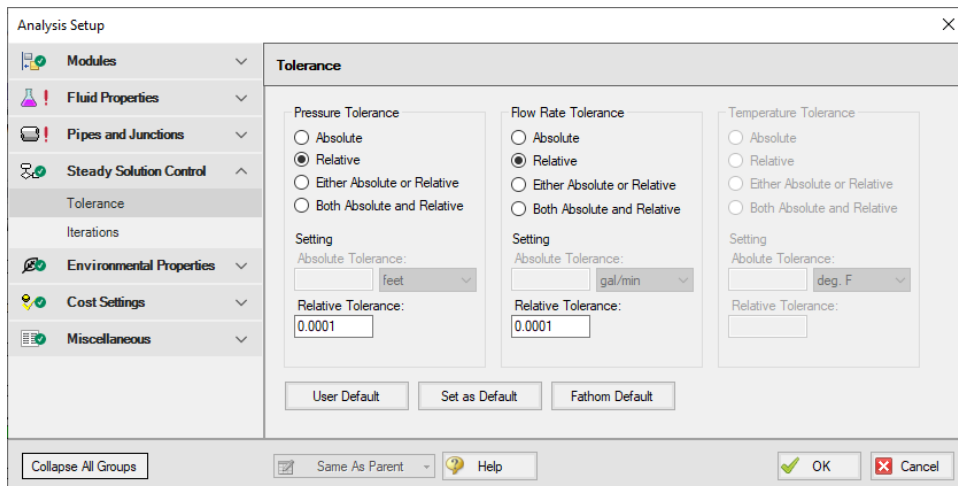 Analysis Setup
Modules
Fluid Properties
Pipes and Junctions
Steady Solution Control
Tolerance
Iterations
Environmental Properties
Cost Settings
Miscellaneous
Collapse All Groups
Tolerance
Pressure Tolerance
Absolute
Relative
Either Absolute or Relative
Both Absolute and Relative
Setting
Absolute Tolerance:
feet
Relative Tolerance:
0.0001
Flow Rate Tolerance
Absolute
Relative
Either Absolute or Relative
Both Absolute and Relative
Setting
Absolute Tolerance:
gal/min
Relative Tolerance:
0.0001
Temperature Tolerance
Absolute
Relative
Either Absolute or Relative
Both Absolute and Relative
Setting
Abolute Tolerance:
deg. F
Relative Tolerance:
User Default
Set as Default
Fathom Default
Same As Parent
Help
OK
Cancel